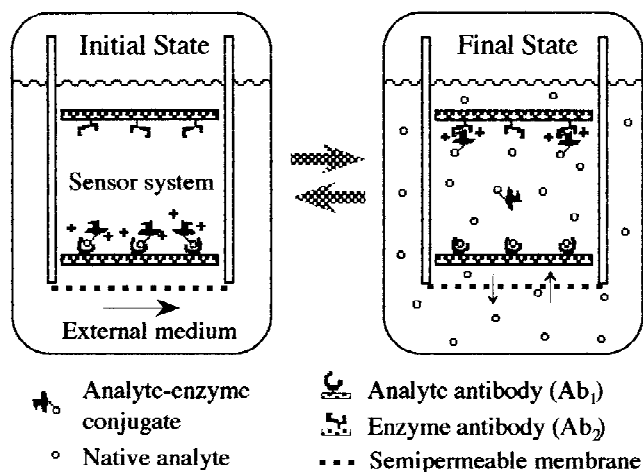 Initial State
Final State
Sensor system
External medium
Analyte-enzyme
conjugate
Native analyte
Analyte antibody (Ab₁)
Enzyme antibody (Ab₂)
Semipermeable membrane